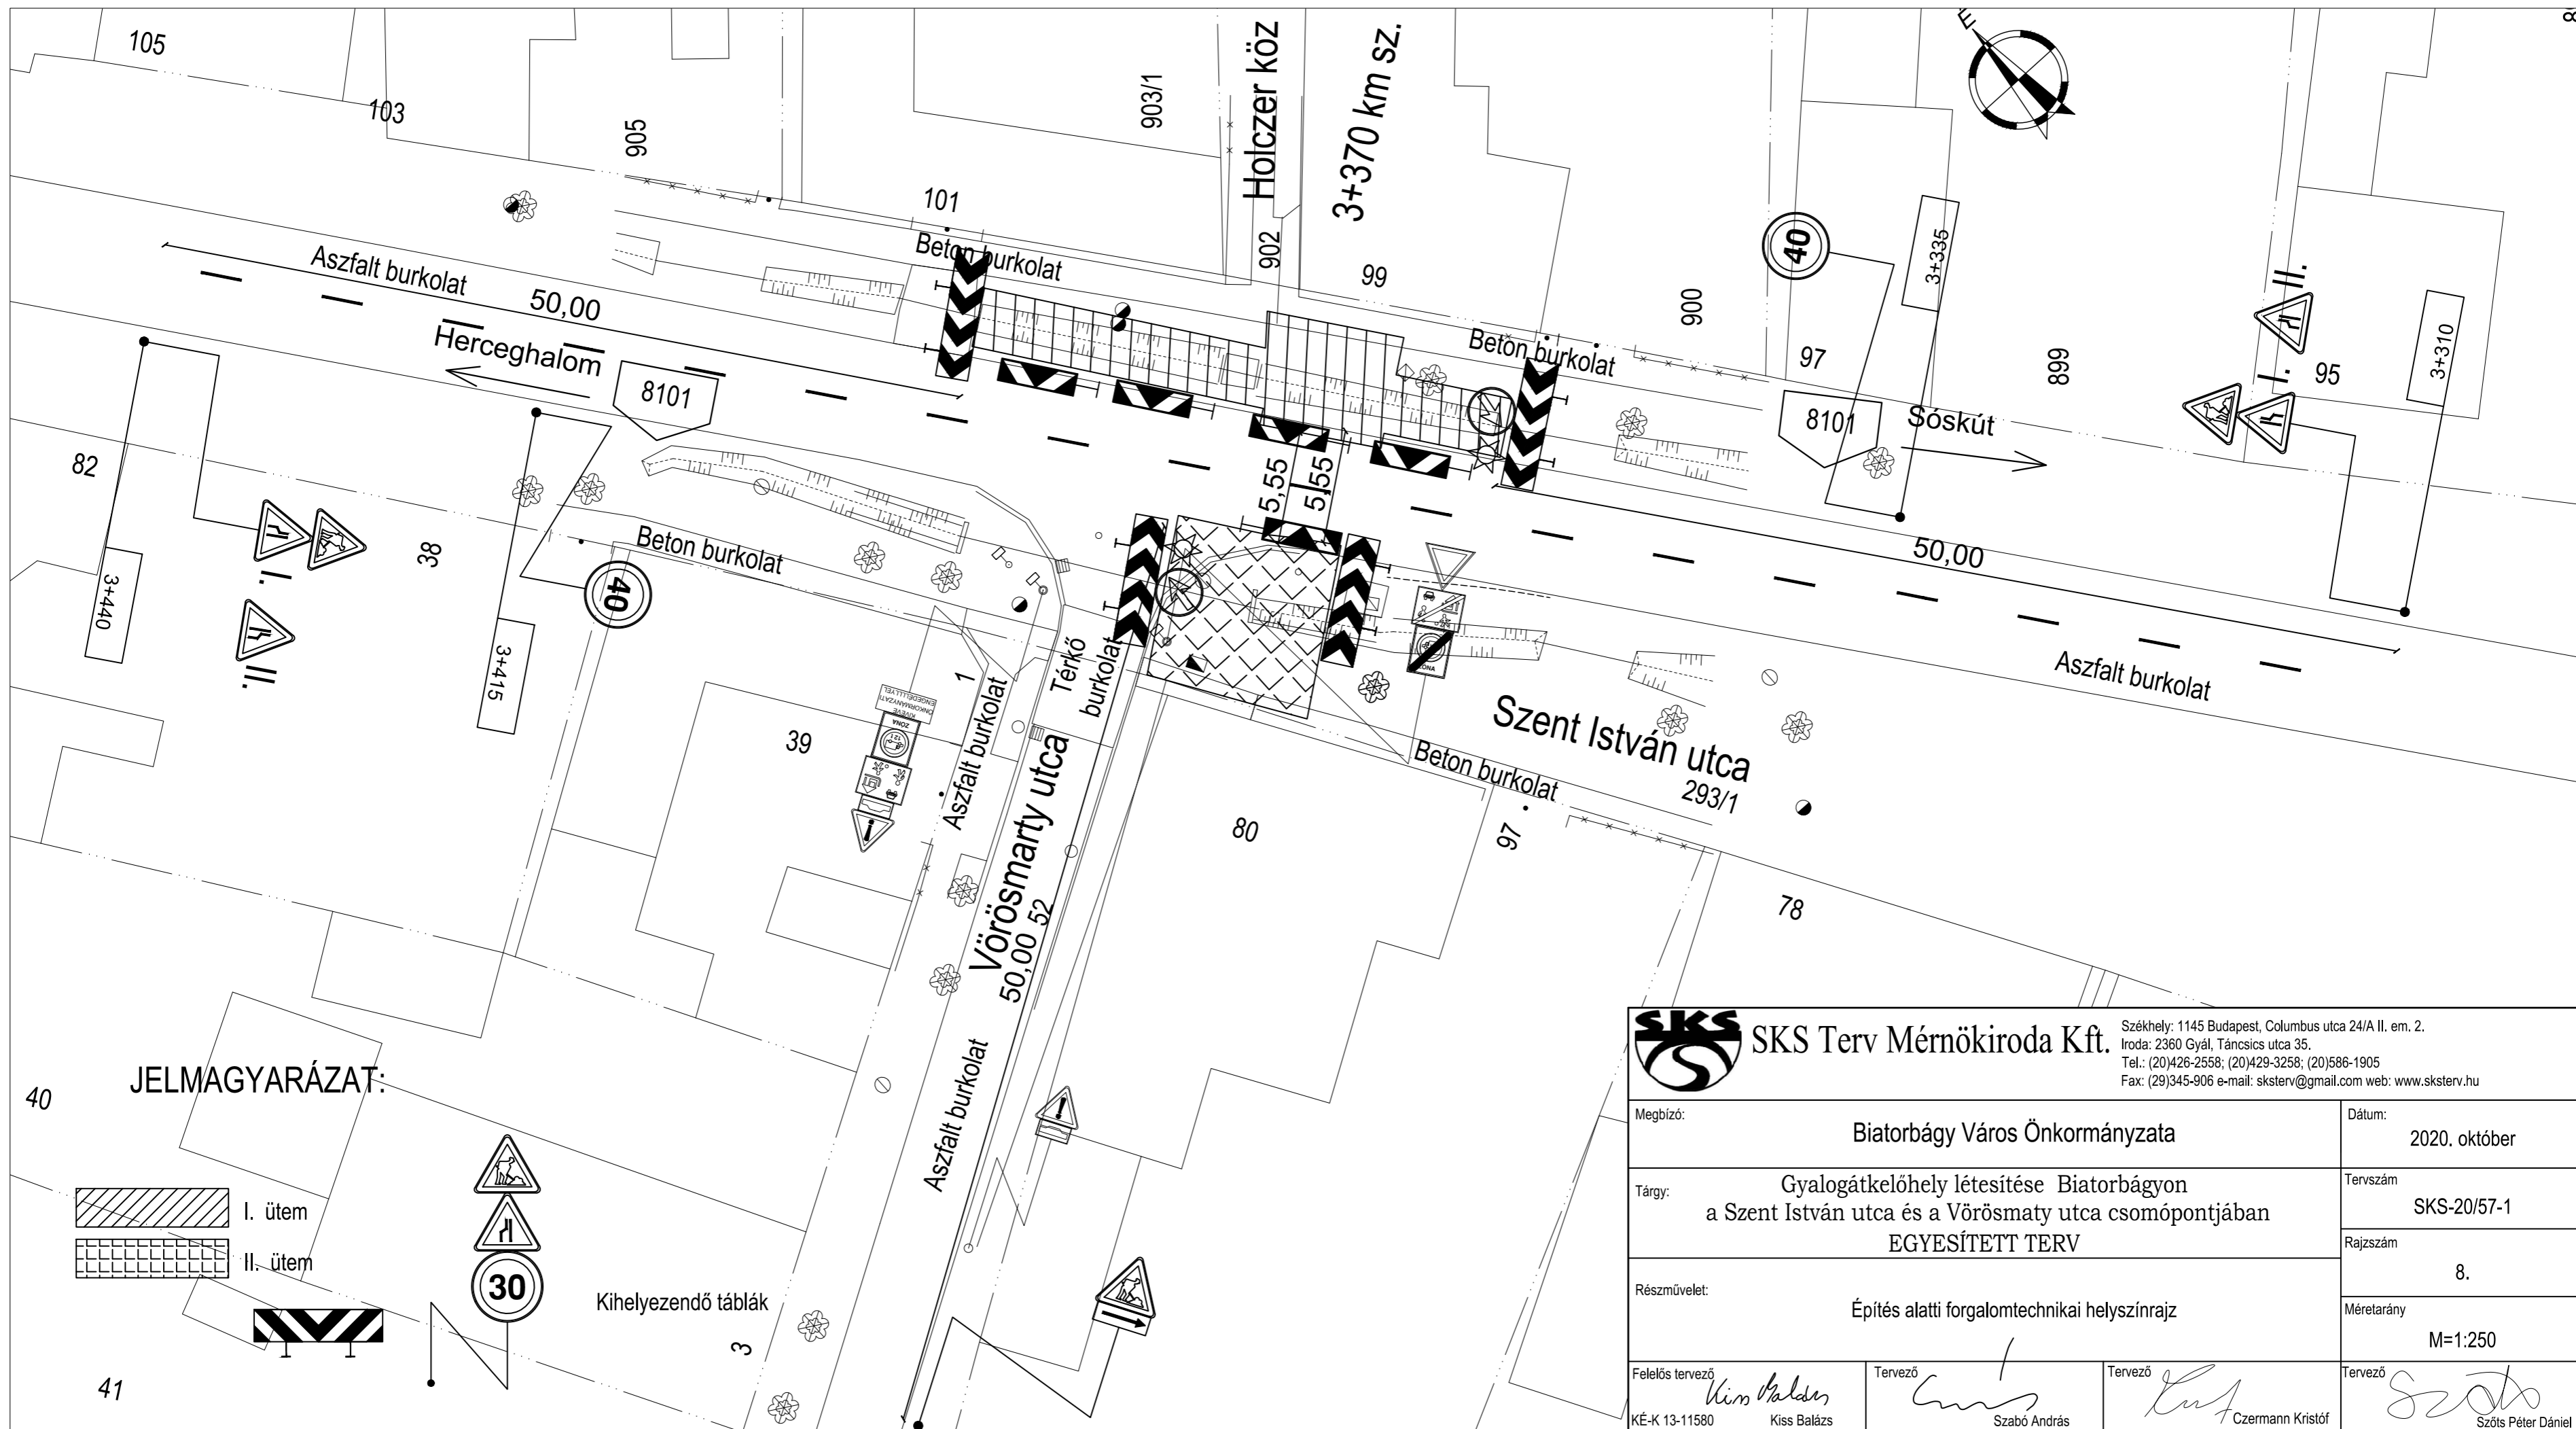 105
103
905
903/1
Holczer köz
3+370 km sz.
É
101
Beton burkolat
902
99
40
3+335
II.
Aszfalt burkolat
50,00
Herceghalom
8101
900
Beton burkolat
97
899
I.
95
3+310
8101
Sóskút
82
38
5,55
5,55
50,00
Beton burkolat
I.
40
3+440
3+415
II.
Térkő
burkolat
1
Aszfalt burkolat
KIVÉVE
ÖNKORMÁNYZATI
ENGEDÉLLYEL
ZÓNA
12 t
ZÓNA
Aszfalt burkolat
Szent István utca
293/1
39
Vörösmarty utca
Beton burkolat
80
97
50,00
52
78
Aszfalt burkolat
JELMAGYARÁZAT:
40
I. ütem
II. ütem
30
Kihelyezendő táblák
3
41
SKS
SKS Terv Mérnökiroda Kft.
Székhely: 1145 Budapest, Columbus utca 24/A II. em. 2.
Iroda: 2360 Gyál, Táncsics utca 35.
Tel.: (20)426-2558; (20)429-3258; (20)586-1905
Fax: (29)345-906 e-mail: sksterv@gmail.com web: www.sksterv.hu
Megbízó:
Biatorbágy Város Önkormányzata
Dátum:
2020. október
Tárgy:
Gyalogátkelőhely létesítése Biatorbágyon
a Szent István utca és a Vörösmaty utca csomópontjában
EGYESÍTETT TERV
Tervszám
SKS-20/57-1
Rajzszám
8.
Részművelet:
Építés alatti forgalomtechnikai helyszínrajz
Méretarány
M=1:250
Felelős tervező
Kiss Balázs
KÉ-K 13-11580
Kiss Balázs
Tervező
Szabó András
Tervező
Czermann Kristóf
Tervező
Szőts Péter Dániel